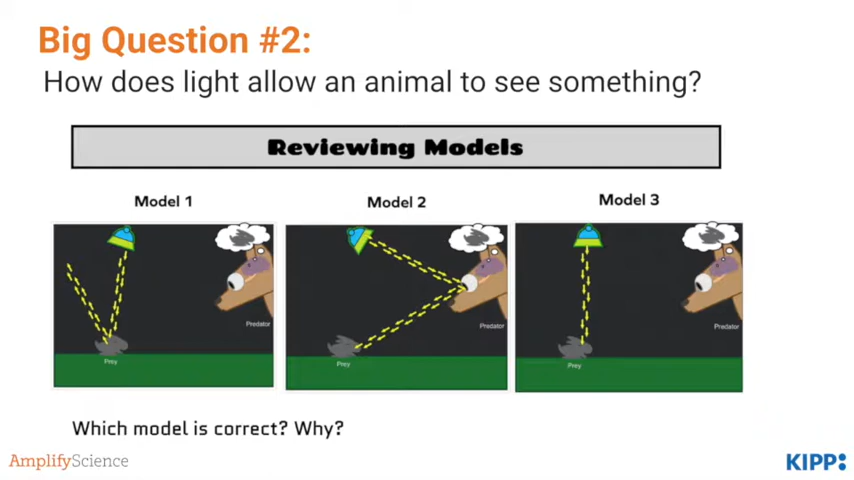 Big Question #2:
How does light allow an animal to see something?
Reviewing Models
Model 1
Model 2
Model 3
Predator
Prey
Predator
Prey
Predator
Prey
Which model is correct? Why?
AmplifyScience
KIPP: